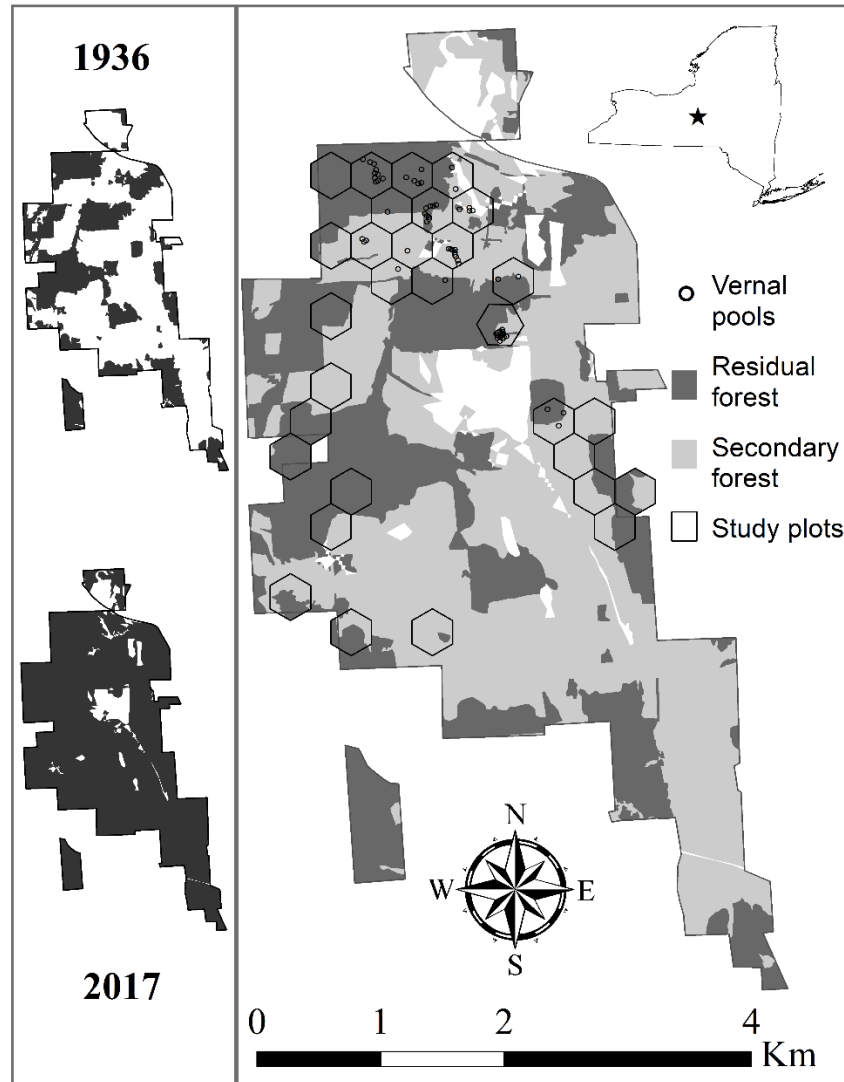 1936
2017
Vernal
pools
Residual
forest
Secondary
forest
Study plots
N
W E
S
0 1 2 4
Km